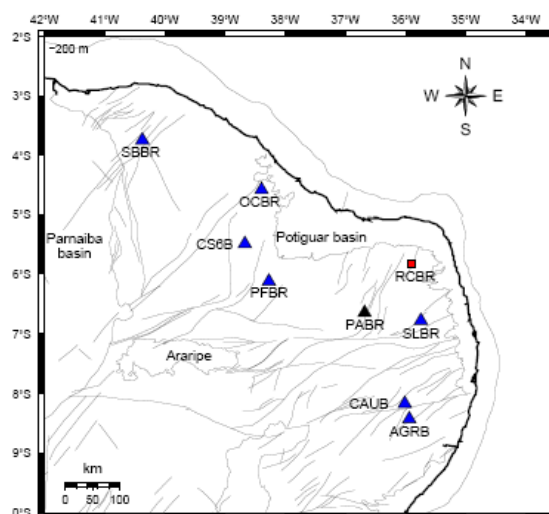 42°W 41°W 40°W 39°W 38°W 37°W 36°W 35°W 34°W
2°S
-200 m
N
W E
S
3°S
SBBR
4°S
OCBR
5°S
Parnaiba
basin
CS6B
Potiguar basin
6°S
PFBR
RCBR
PABR
SLBR
7°S
Araripe
8°S
CAUB
AGRB
km
9°S
0 50 100
0°S